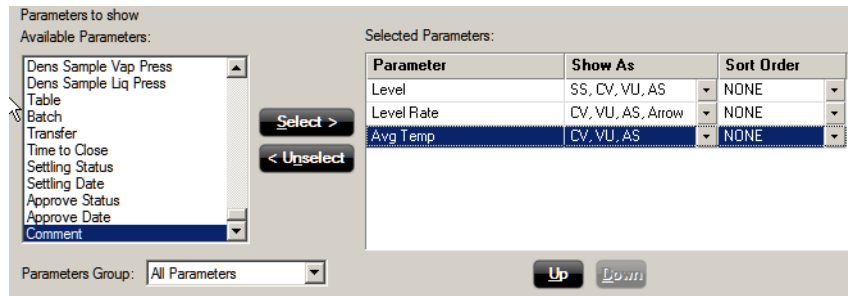 Parameters to show
Available Parameters:
Dens Sample Vap Press
Dens Sample Liq Press
Table
Batch
Transfer
Time to Close
Settling Status
Settling Date
Approve Status
Approve Date
Comment
Select >
< Unselect
Selected Parameters:
Parameter Show As Sort Order
Level SS, CV, VU, AS NONE
Level Rate CV, VU, AS, Arrow NONE
Avg Temp CV, VU, AS NONE
Parameters Group: All Parameters
Up Down